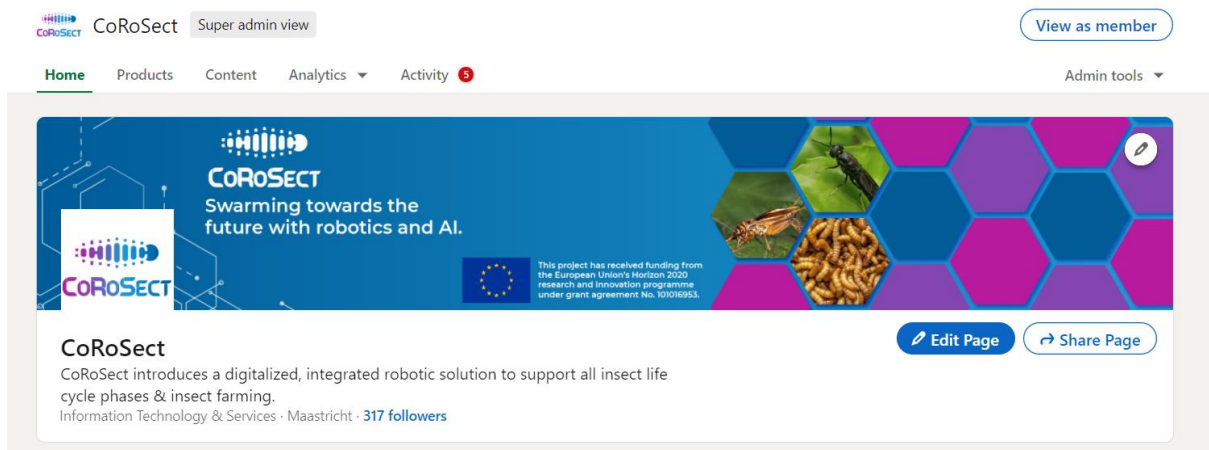 CoRoSect CoRoSect Super admin view View as member
Home Products Content Analytics Activity 5 Admin tools
CoRoSect
Swarming towards the
future with robotics and AI.
This project has received funding from
the European Union's Horizon 2020
research and innovation programme
under grant agreement No. 101016953.
CoRoSect
Edit Page Share Page
CoRoSect
CoRoSect introduces a digitalized, integrated robotic solution to support all insect life
cycle phases & insect farming.
Information Technology & Services · Maastricht · 317 followers